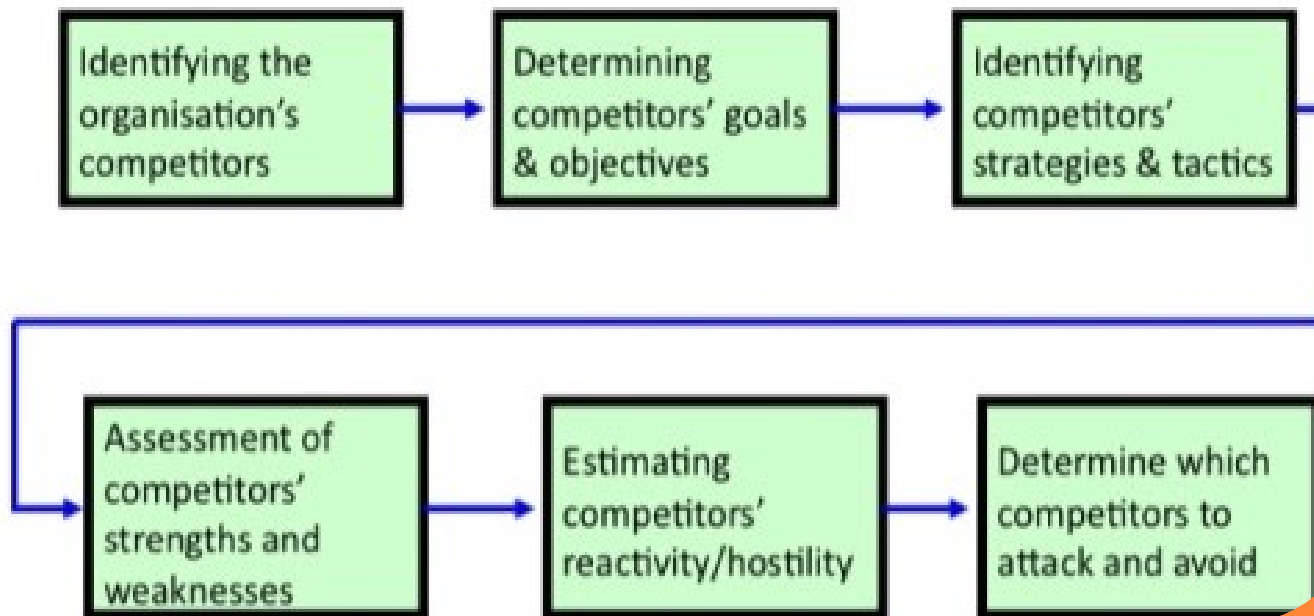 Identifying the
organisation's
competitors
Determining
competitors' goals
& objectives
Identifying
competitors'
strategies & tactics
Assessment of
competitors'
strengths and
weaknesses
Estimating
competitors'
reactivity/hostility
Determine which
competitors to
attack and avoid